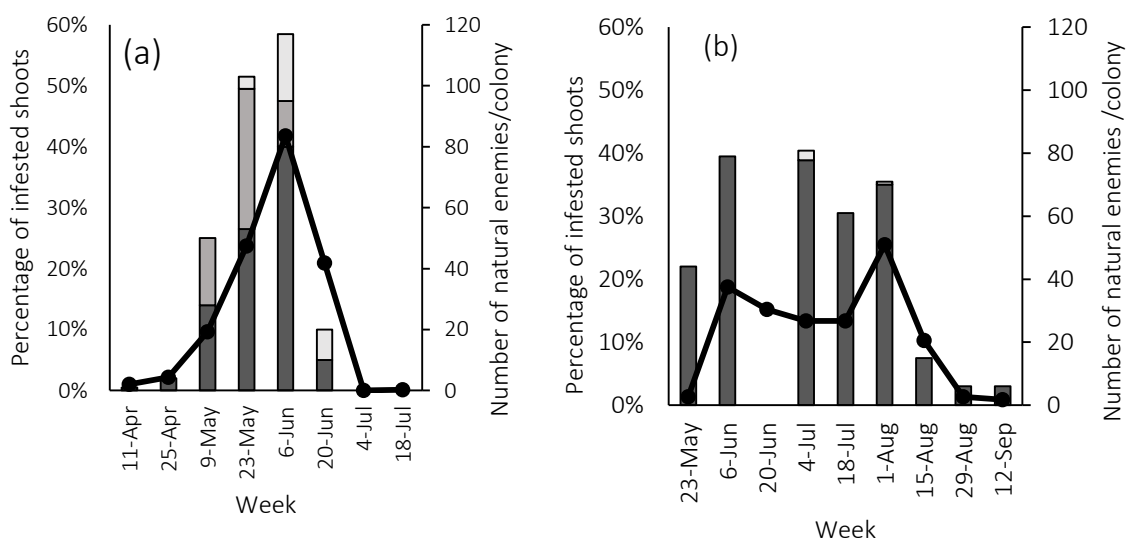 (a)
Percentage of infested shoots
60%
50%
40%
30%
20%
10%
0%
120
100
80
60
40
20
0
Number of natural enemies/colony
11-Apr
25-Apr
9-May
23-May
6-Jun
20-Jun
4-Jul
18-Jul
Week
(b)
Percentage of infested shoots
60%
50%
40%
30%
20%
10%
0%
120
100
80
60
40
20
0
Number of natural enemies /colony
23-May
6-Jun
20-Jun
4-Jul
18-Jul
1-Aug
15-Aug
29-Aug
12-Sep
Week